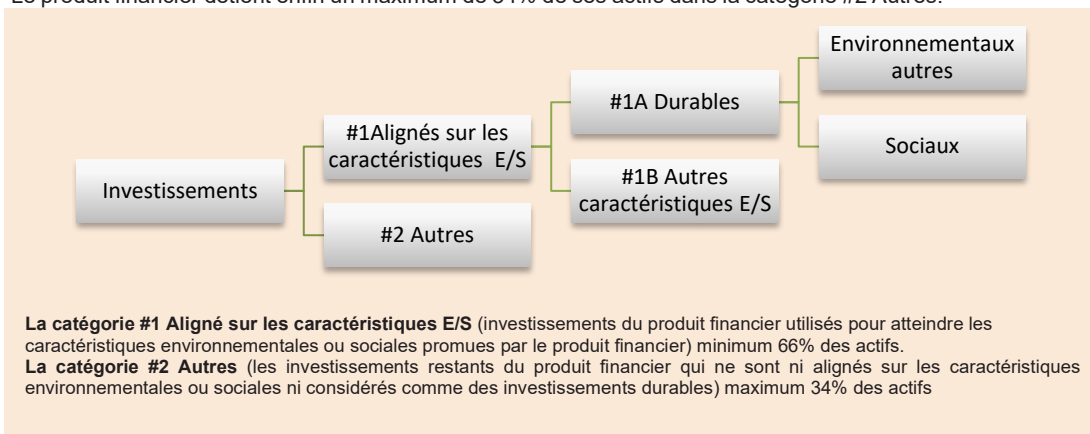 Le produit financier détient enfin un maximum de 34% de ses actifs dans la catégorie #2 Autres.
Investissements
#1Alignés sur les
caractéristiques E/S
#2 Autres
#1A Durables
#1B Autres
caractéristiques E/S
Environnementaux
autres
Sociaux
La catégorie #1 Aligné sur les caractéristiques E/S (investissements du produit financier utilisés pour atteindre les
caractéristiques environnementales ou sociales promues par le produit financier) minimum 66% des actifs.
La catégorie #2 Autres (les investissements restants du produit financier qui ne sont ni alignés sur les caractéristiques
environnementales ou sociales ni considérés comme des investissements durables) maximum 34% des actifs